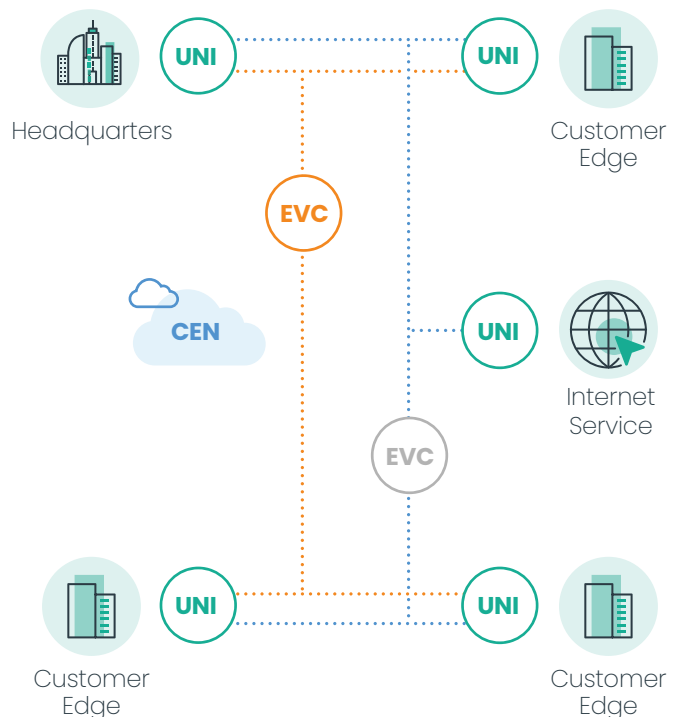 UNI
UNI
Headquarters
Customer
Edge
EVC
CEN
UNI
Internet
Service
EVC
UNI
UNI
Customer
Edge
Customer
Edge